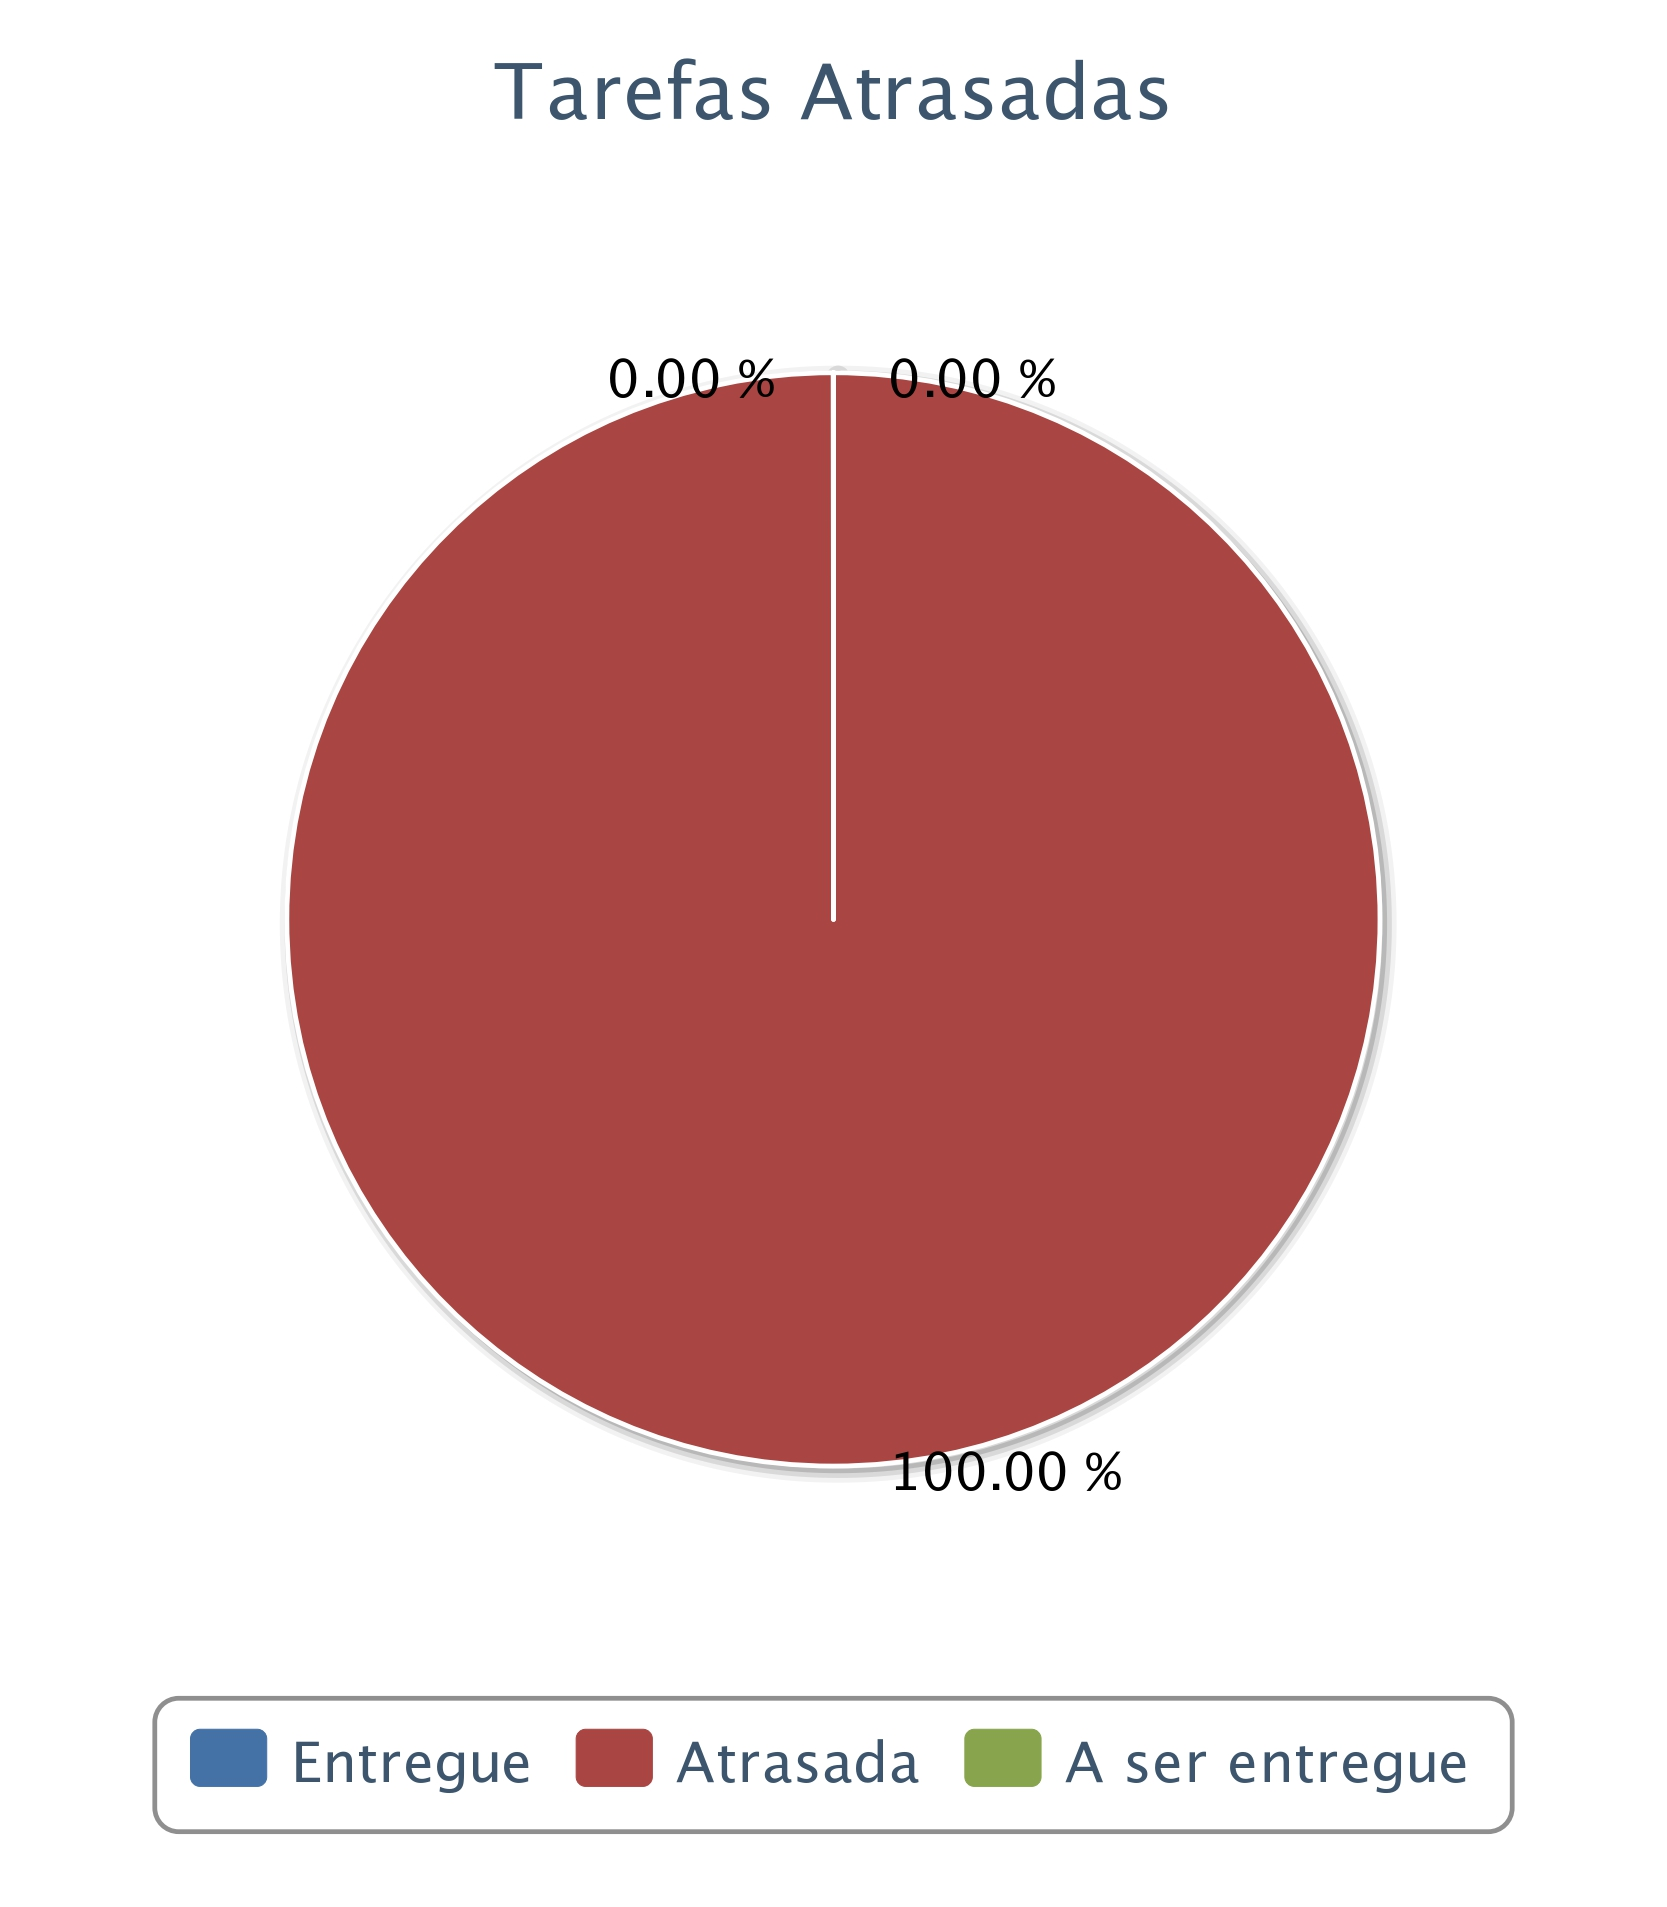 Tarefas Atrasadas
0.00 % 0.00 %
100.00 %
Entregue Atrasada A ser entregue